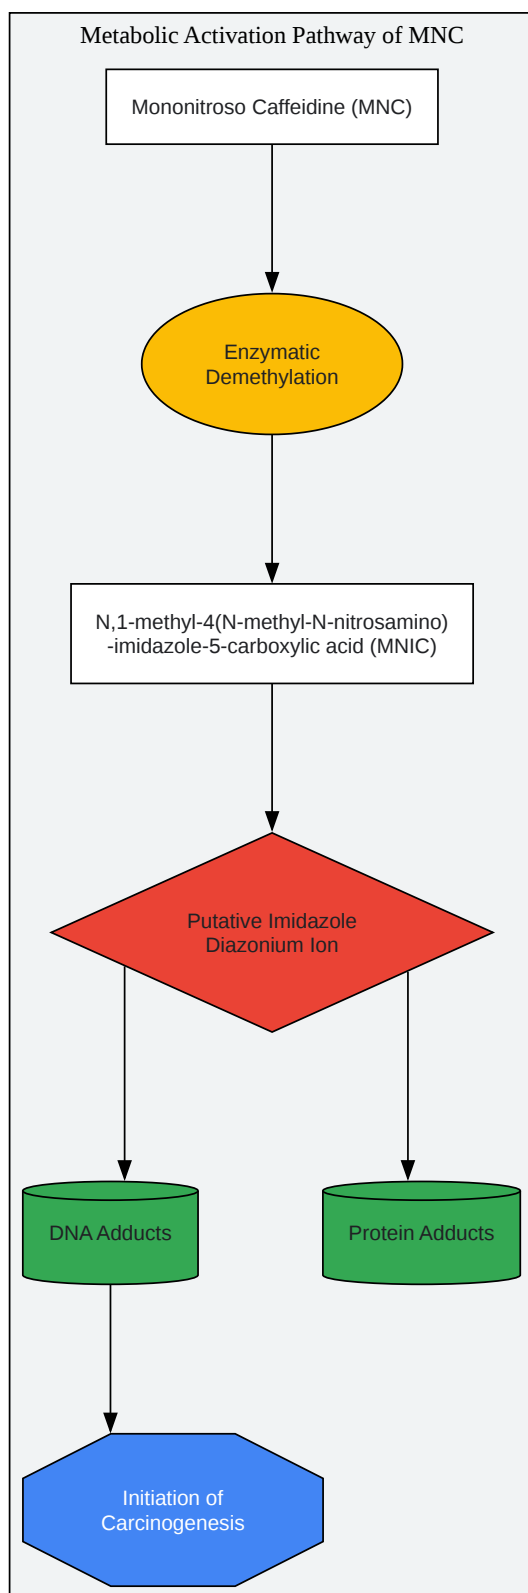 Metabolic Activation Pathway of MNC
Mononitroso Caffeidine (MNC)
Enzymatic
Demethylation
N,1-methyl-4(N-methyl-N-nitrosamino)
-imidazole-5-carboxylic acid (MNIC)
Putative Imidazole
Diazonium Ion
DNA Adducts
Protein Adducts
Initiation of
Carcinogenesis